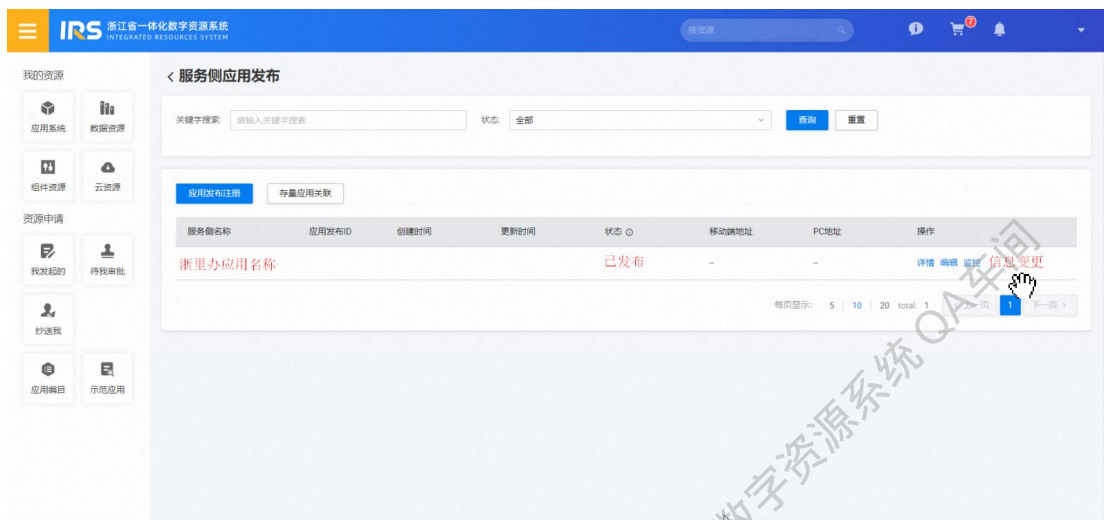 IRS 浙江省一体化数字资源系统
INTEGRATED RESOURCES SYSTEM
搜资源
7
我的资源
应用系统
数据资源
组件资源
云资源
资源申请
我发起的
待我审批
抄送我
应用编目
示范应用
< 服务侧应用发布
关键字搜索: 请输入关键字搜索 状态: 全部 查询 重置
应用发布注册 存量应用关联
服务侧名称 应用发布ID 创建时间 更新时间 状态 移动端地址 PC地址 操作
浙里办应用名称 已发布 -- -- 详情 编辑 监控 信息变更
每页显示: 5 | 10 | 20 total: 1 < 上一页 1 下一页 >
数字资源系统 QA车间